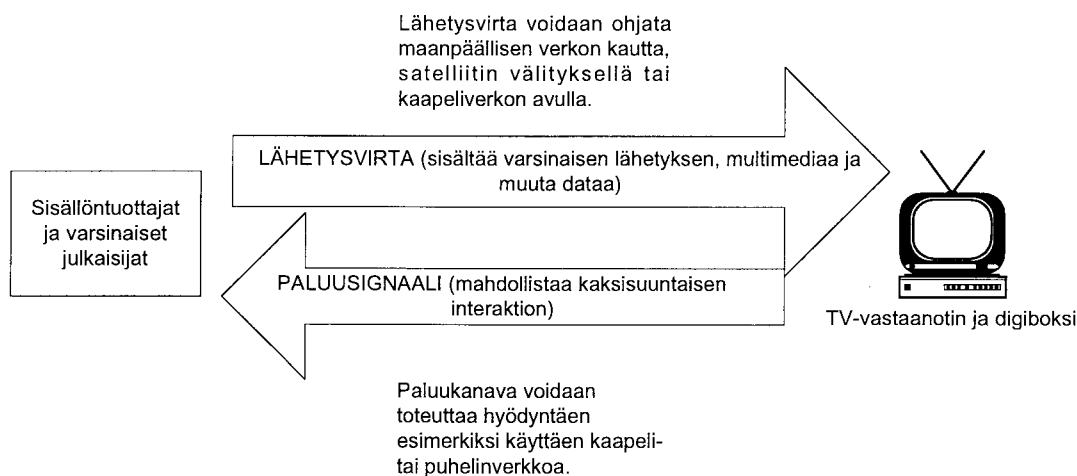 Lähetysvirta voidaan ohjata
maanpäällisen verkon kautta,
satelliitin välityksellä tai
kaapeliverkon avulla.
LÄHETYSVIRTA (sisältää varsinaisen lähetyksen, multimediaa ja
muuta dataa)
Sisällöntuottajat
ja varsinaiset
julkaisijat
PALUUSIGNAALI (mahdollistaa kaksisuuntaisen
interaktion)
TV-vastaanotin ja digiboksi
Paluukanava voidaan
toteuttaa hyödyntäen
esimerkiksi käyttäen kaapeli-
tai puhelinverkkoa.